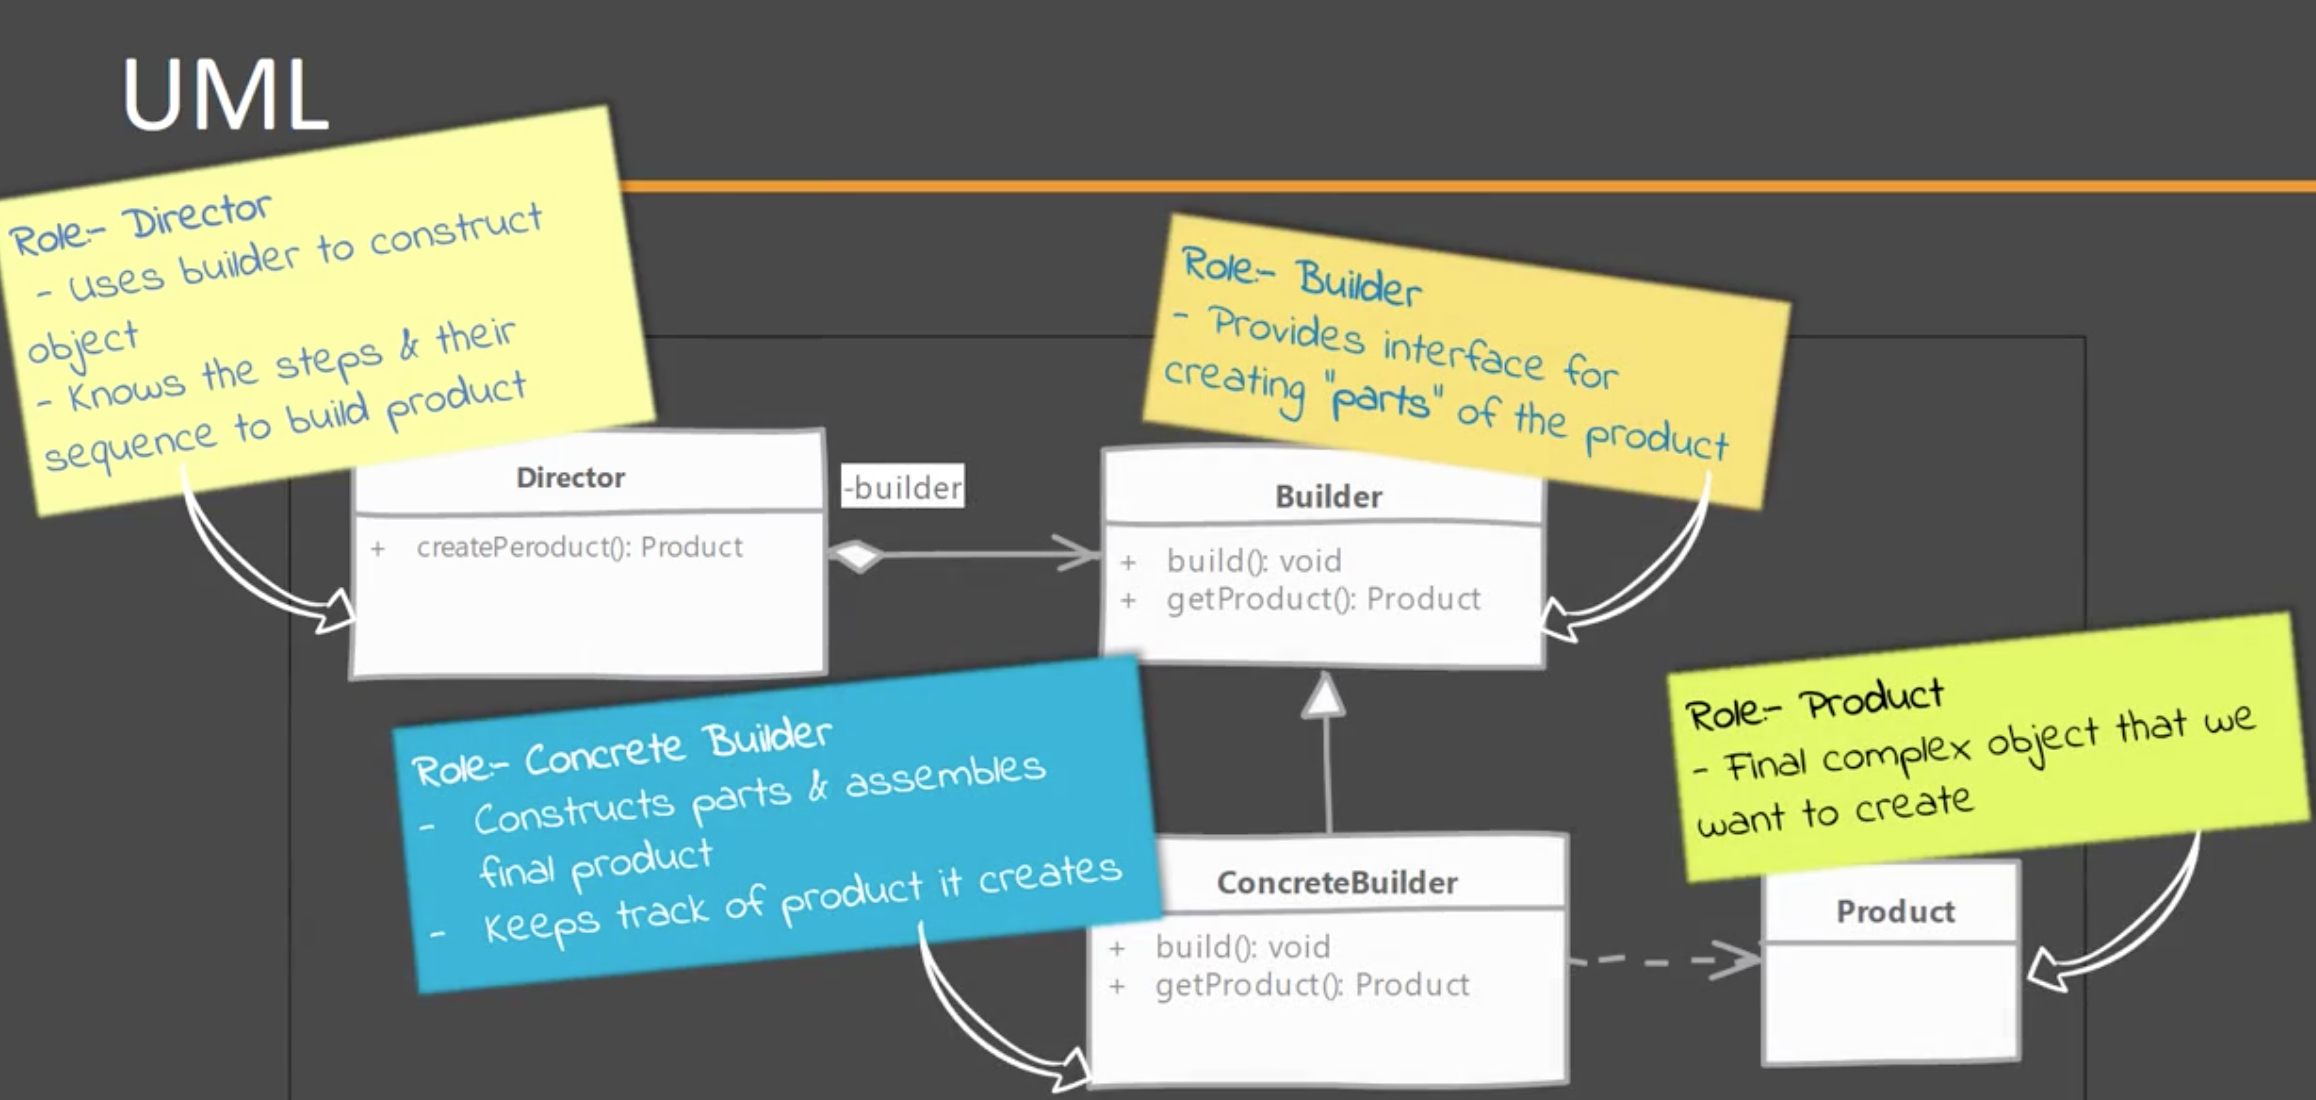 UML
Role:- Director
- Uses builder to construct
object
- Knows the steps & their
sequence to build product
Role:- Builder
- Provides interface for
creating "parts" of the product
Director
+ createPeroduct(): Product
-builder
Builder
+ build(): void
+ getProduct(): Product
Role:- Concrete Builder
- Constructs parts & assembles
final product
- Keeps track of product it creates
Role:- Product
- Final complex object that we
want to create
ConcreteBuilder
+ build(): void
+ getProduct(): Product
Product